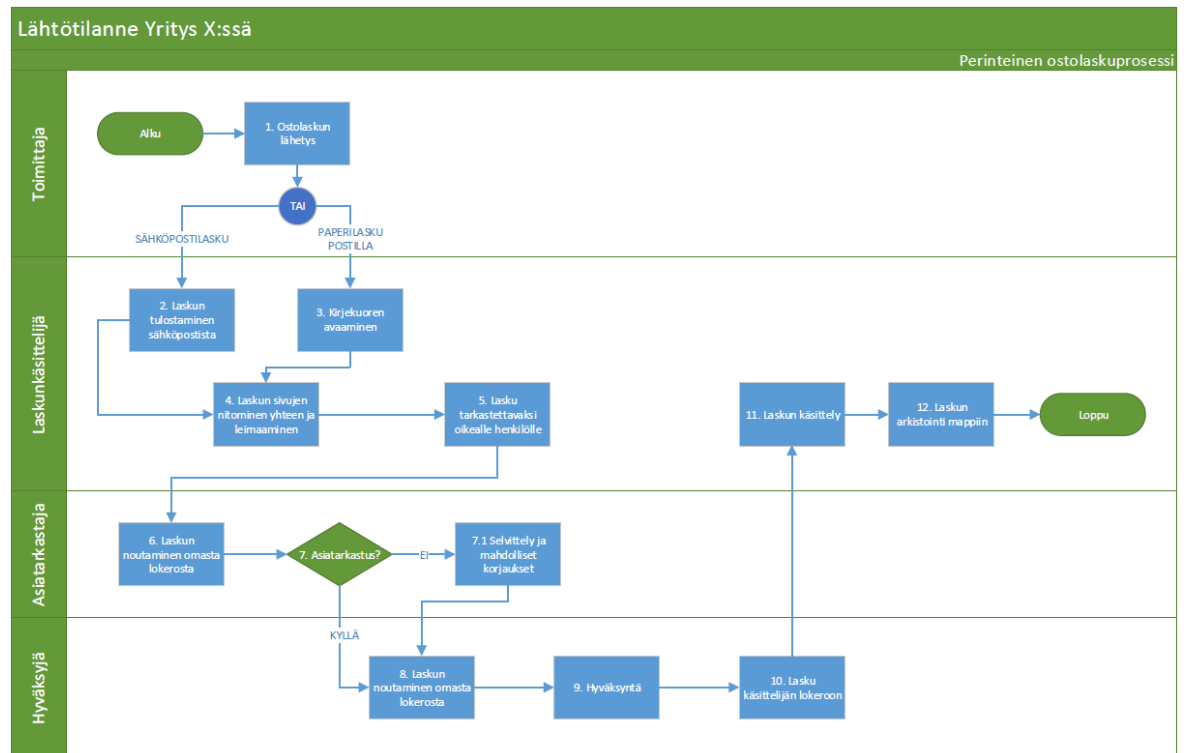 Lähtötilanne Yritys X:ssä
Perinteinen ostolaskuprosessi
Toimittaja
Alku
1. Ostolaskun
lähetys
TAI
SÄHKÖPOSTILASKU
PAPERILASKU
POSTILLA
Laskunkäsittelijä
2. Laskun
tulostaminen
sähköpostista
3. Kirjekuoren
avaaminen
4. Laskun sivujen
nitominen yhteen ja
leimaaminen
5. Lasku
tarkastettavaksi
oikealle henkilölle
11. Laskun käsittely
12. Laskun
arkistointi mappiin
Loppu
Asiatarkastaja
6. Laskun
noutaminen omasta
lokerosta
7. Asiatarkastus?
EI
7.1 Selvittely ja
mahdolliset
korjaukset
KYLLÄ
Hyväksyjä
8. Laskun
noutaminen omasta
lokerosta
9. Hyväksyntä
10. Lasku
käsittelijän lokeroon